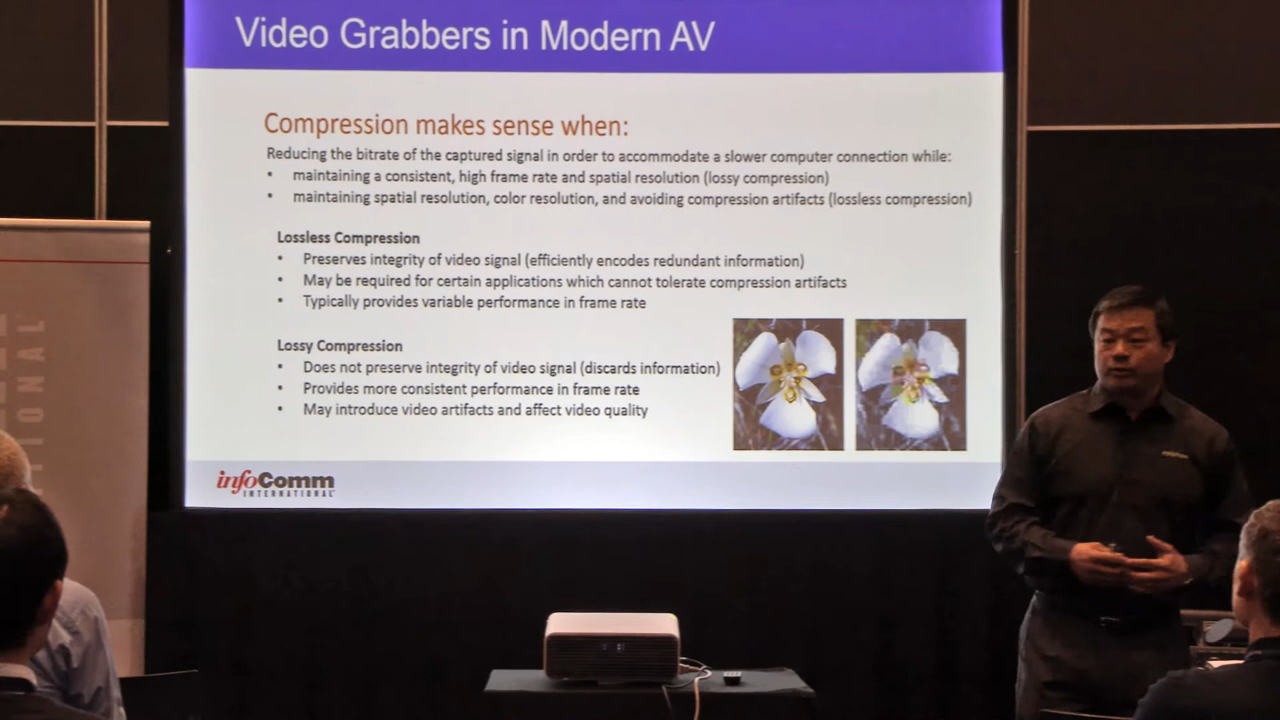 Video Grabbers in Modern AV
Compression makes sense when:
Reducing the bitrate of the captured signal in order to accommodate a slower computer connection while:
• maintaining a consistent, high frame rate and spatial resolution (lossy compression)
• maintaining spatial resolution, color resolution, and avoiding compression artifacts (lossless compression)
Lossless Compression
• Preserves integrity of video signal (efficiently encodes redundant information)
• May be required for certain applications which cannot tolerate compression artifacts
• Typically provides variable performance in frame rate
Lossy Compression
• Does not preserve integrity of video signal (discards information)
• Provides more consistent performance in frame rate
• May introduce video artifacts and affect video quality
infoComm
INTERNATIONAL